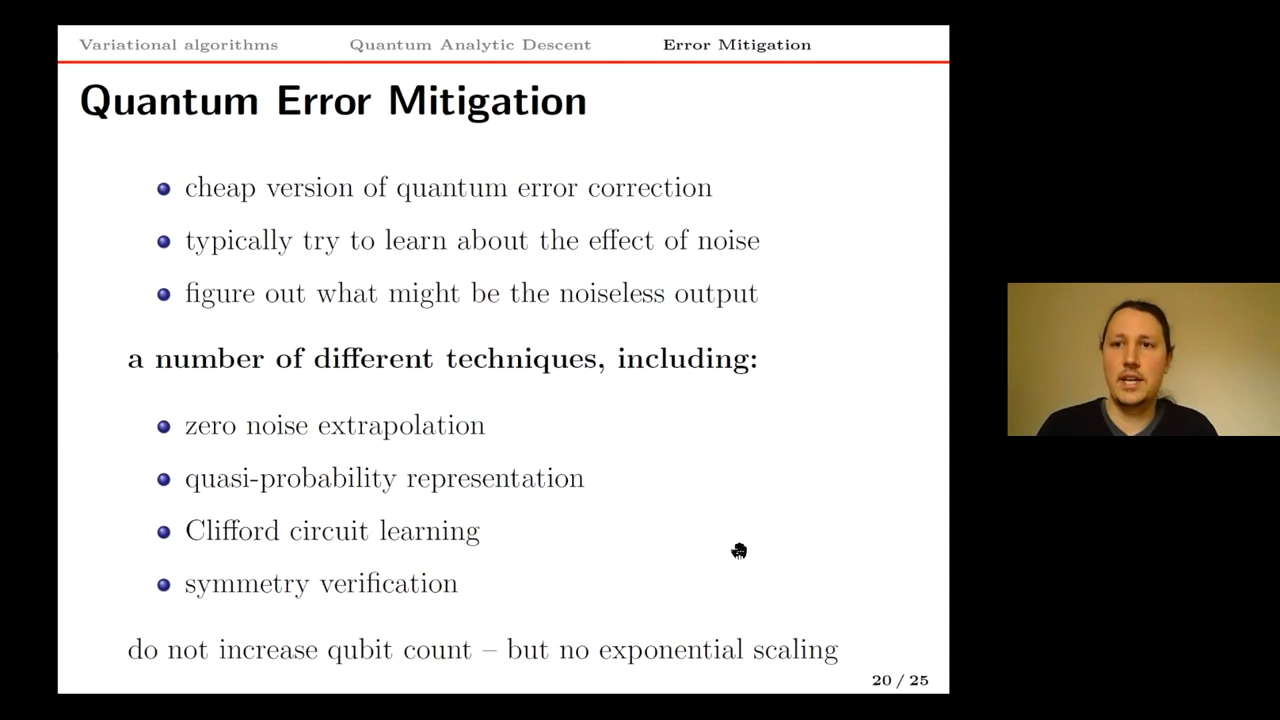 Variational algorithms Quantum Analytic Descent Error Mitigation
Quantum Error Mitigation
cheap version of quantum error correction
typically try to learn about the effect of noise
figure out what might be the noiseless output
a number of different techniques, including:
zero noise extrapolation
quasi-probability representation
Clifford circuit learning
symmetry verification
do not increase qubit count – but no exponential scaling
20 / 25